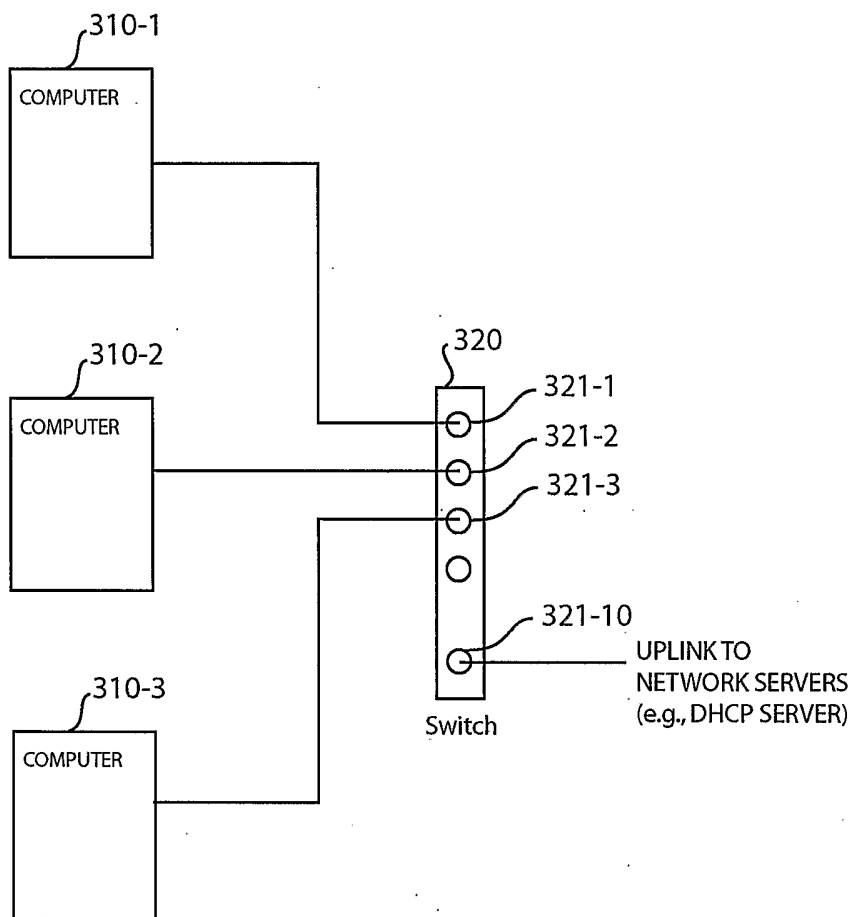 310-1
COMPUTER
310-2
COMPUTER
320
321-1
321-2
321-3
321-10
UPLINK TO
NETWORK SERVERS
(e.g., DHCP SERVER)
Switch
310-3
COMPUTER